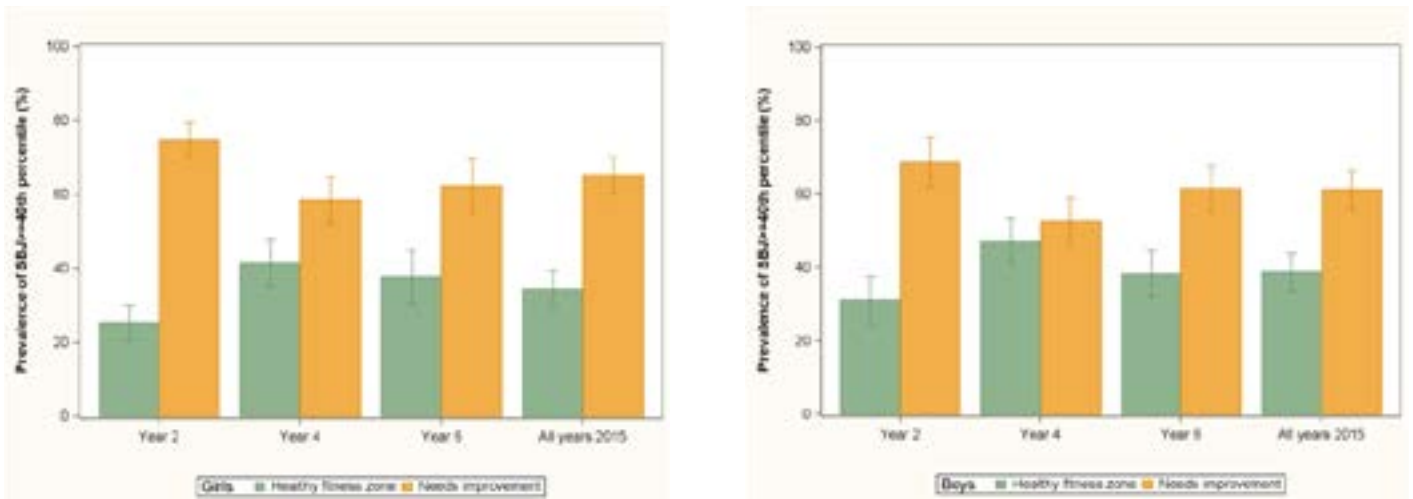 Prevalence of SBJ>=40th percentile (%)
100
80
60
40
20
0
Year 2
Year 4
Year 6
All years 2015
Girls Healthy fitness zone Needs improvement
Prevalence of SBJ>=40th percentile (%)
100
80
60
40
20
0
Year 2
Year 4
Year 6
All years 2015
Boys Healthy fitness zone Needs improvement